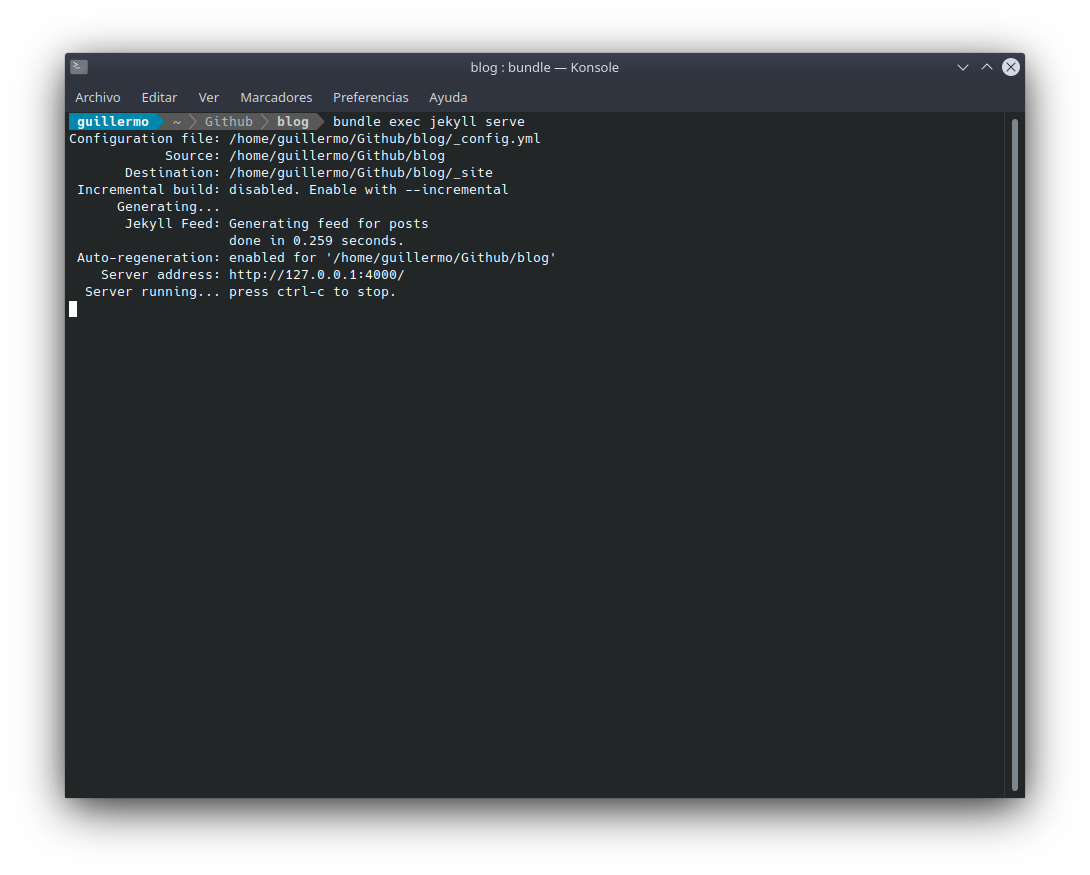 blog : bundle — Konsole
Archivo Editar Ver Marcadores Preferencias Ayuda
guillermo ~ Github blog bundle exec jekyll serve
Configuration file: /home/guillermo/Github/blog/_config.yml
Source: /home/guillermo/Github/blog
Destination: /home/guillermo/Github/blog/_site
Incremental build: disabled. Enable with --incremental
Generating...
Jekyll Feed: Generating feed for posts
done in 0.259 seconds.
Auto-regeneration: enabled for '/home/guillermo/Github/blog'
Server address: http://127.0.0.1:4000/
Server running... press ctrl-c to stop.